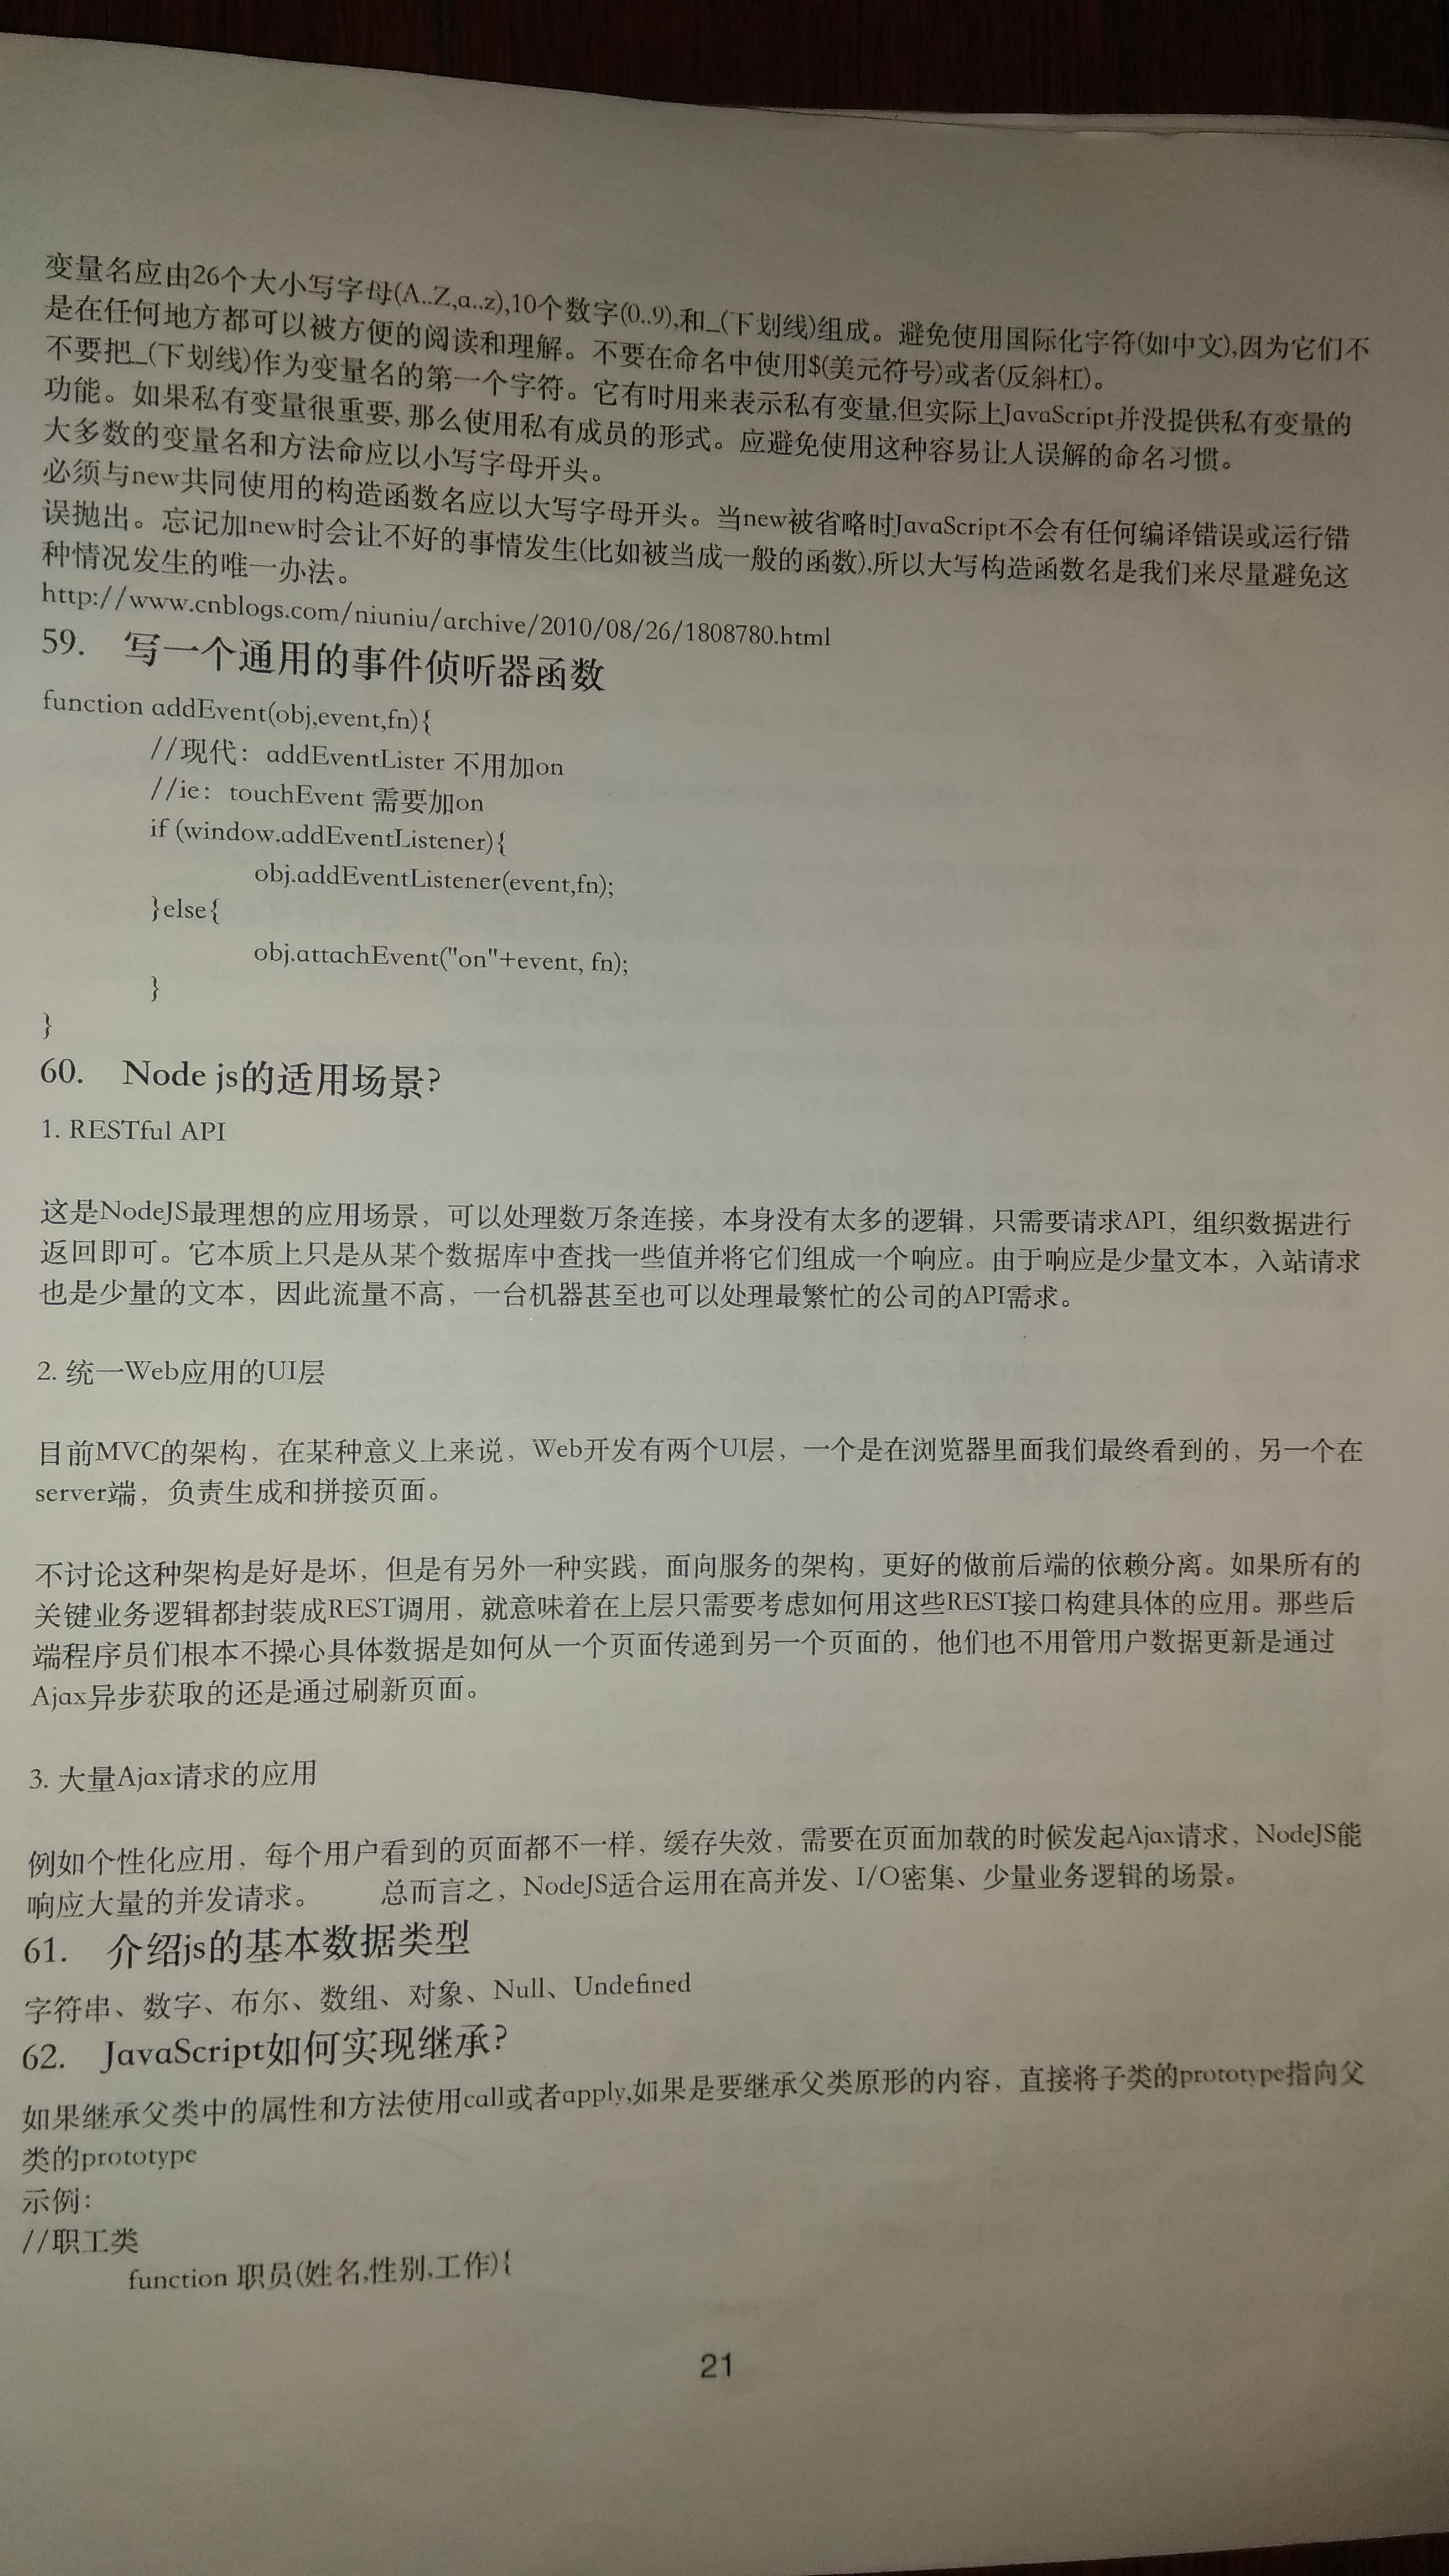 变量名应由26个大小写字母(A..Z,a..z),10个数字(0..9),和_(下划线)组成。避免使用国际化字符(如中文),因为它们不
是在任何地方都可以被方便的阅读和理解。不要在命名中使用$(美元符号)或者(反斜杠)。
不要把_(下划线)作为变量名的第一个字符。它有时用来表示私有变量,但实际上JavaScript并没提供私有变量的
功能。如果私有变量很重要, 那么使用私有成员的形式。应避免使用这种容易让人误解的命名习惯。
大多数的变量名和方法命应以小写字母开头。
必须与new共同使用的构造函数名应以大写字母开头。当new被省略时JavaScript不会有任何编译错误或运行错
误抛出。忘记加new时会让不好的事情发生(比如被当成一般的函数),所以大写构造函数名是我们来尽量避免这
种情况发生的唯一办法。
http://www.cnblogs.com/niuniu/archive/2010/08/26/1808780.html
59. 写一个通用的事件侦听器函数
function addEvent(obj,event,fn){
//现代：addEventLister 不用加on
//ie：touchEvent 需要加on
if (window.addEventListener){
obj.addEventListener(event,fn);
}else{
obj.attachEvent("on"+event, fn);
}
}
60. Node js的适用场景?
1. RESTful API
这是NodeJS最理想的应用场景，可以处理数万条连接，本身没有太多的逻辑，只需要请求API，组织数据进行
返回即可。它本质上只是从某个数据库中查找一些值并将它们组成一个响应。由于响应是少量文本，入站请求
也是少量的文本，因此流量不高，一台机器甚至也可以处理最繁忙的公司的API需求。
2. 统一Web应用的UI层
目前MVC的架构，在某种意义上来说，Web开发有两个UI层，一个是在浏览器里面我们最终看到的，另一个在
server端，负责生成和拼接页面。
不讨论这种架构是好是坏，但是有另外一种实践，面向服务的架构，更好的做前后端的依赖分离。如果所有的
关键业务逻辑都封装成REST调用，就意味着在上层只需要考虑如何用这些REST接口构建具体的应用。那些后
端程序员们根本不操心具体数据是如何从一个页面传递到另一个页面的，他们也不用管用户数据更新是通过
Ajax异步获取的还是通过刷新页面。
3. 大量Ajax请求的应用
例如个性化应用，每个用户看到的页面都不一样，缓存失效，需要在页面加载的时候发起Ajax请求，NodeJS能
响应大量的并发请求。 总而言之，NodeJS适合运用在高并发、I/O密集、少量业务逻辑的场景。
61. 介绍js的基本数据类型
字符串、数字、布尔、数组、对象、Null、Undefined
62. JavaScript如何实现继承?
如果继承父类中的属性和方法使用call或者apply,如果是要继承父类原形的内容，直接将子类的prototype指向父
类的prototype
示例：
//职工类
function 职员(姓名,性别,工作){
21